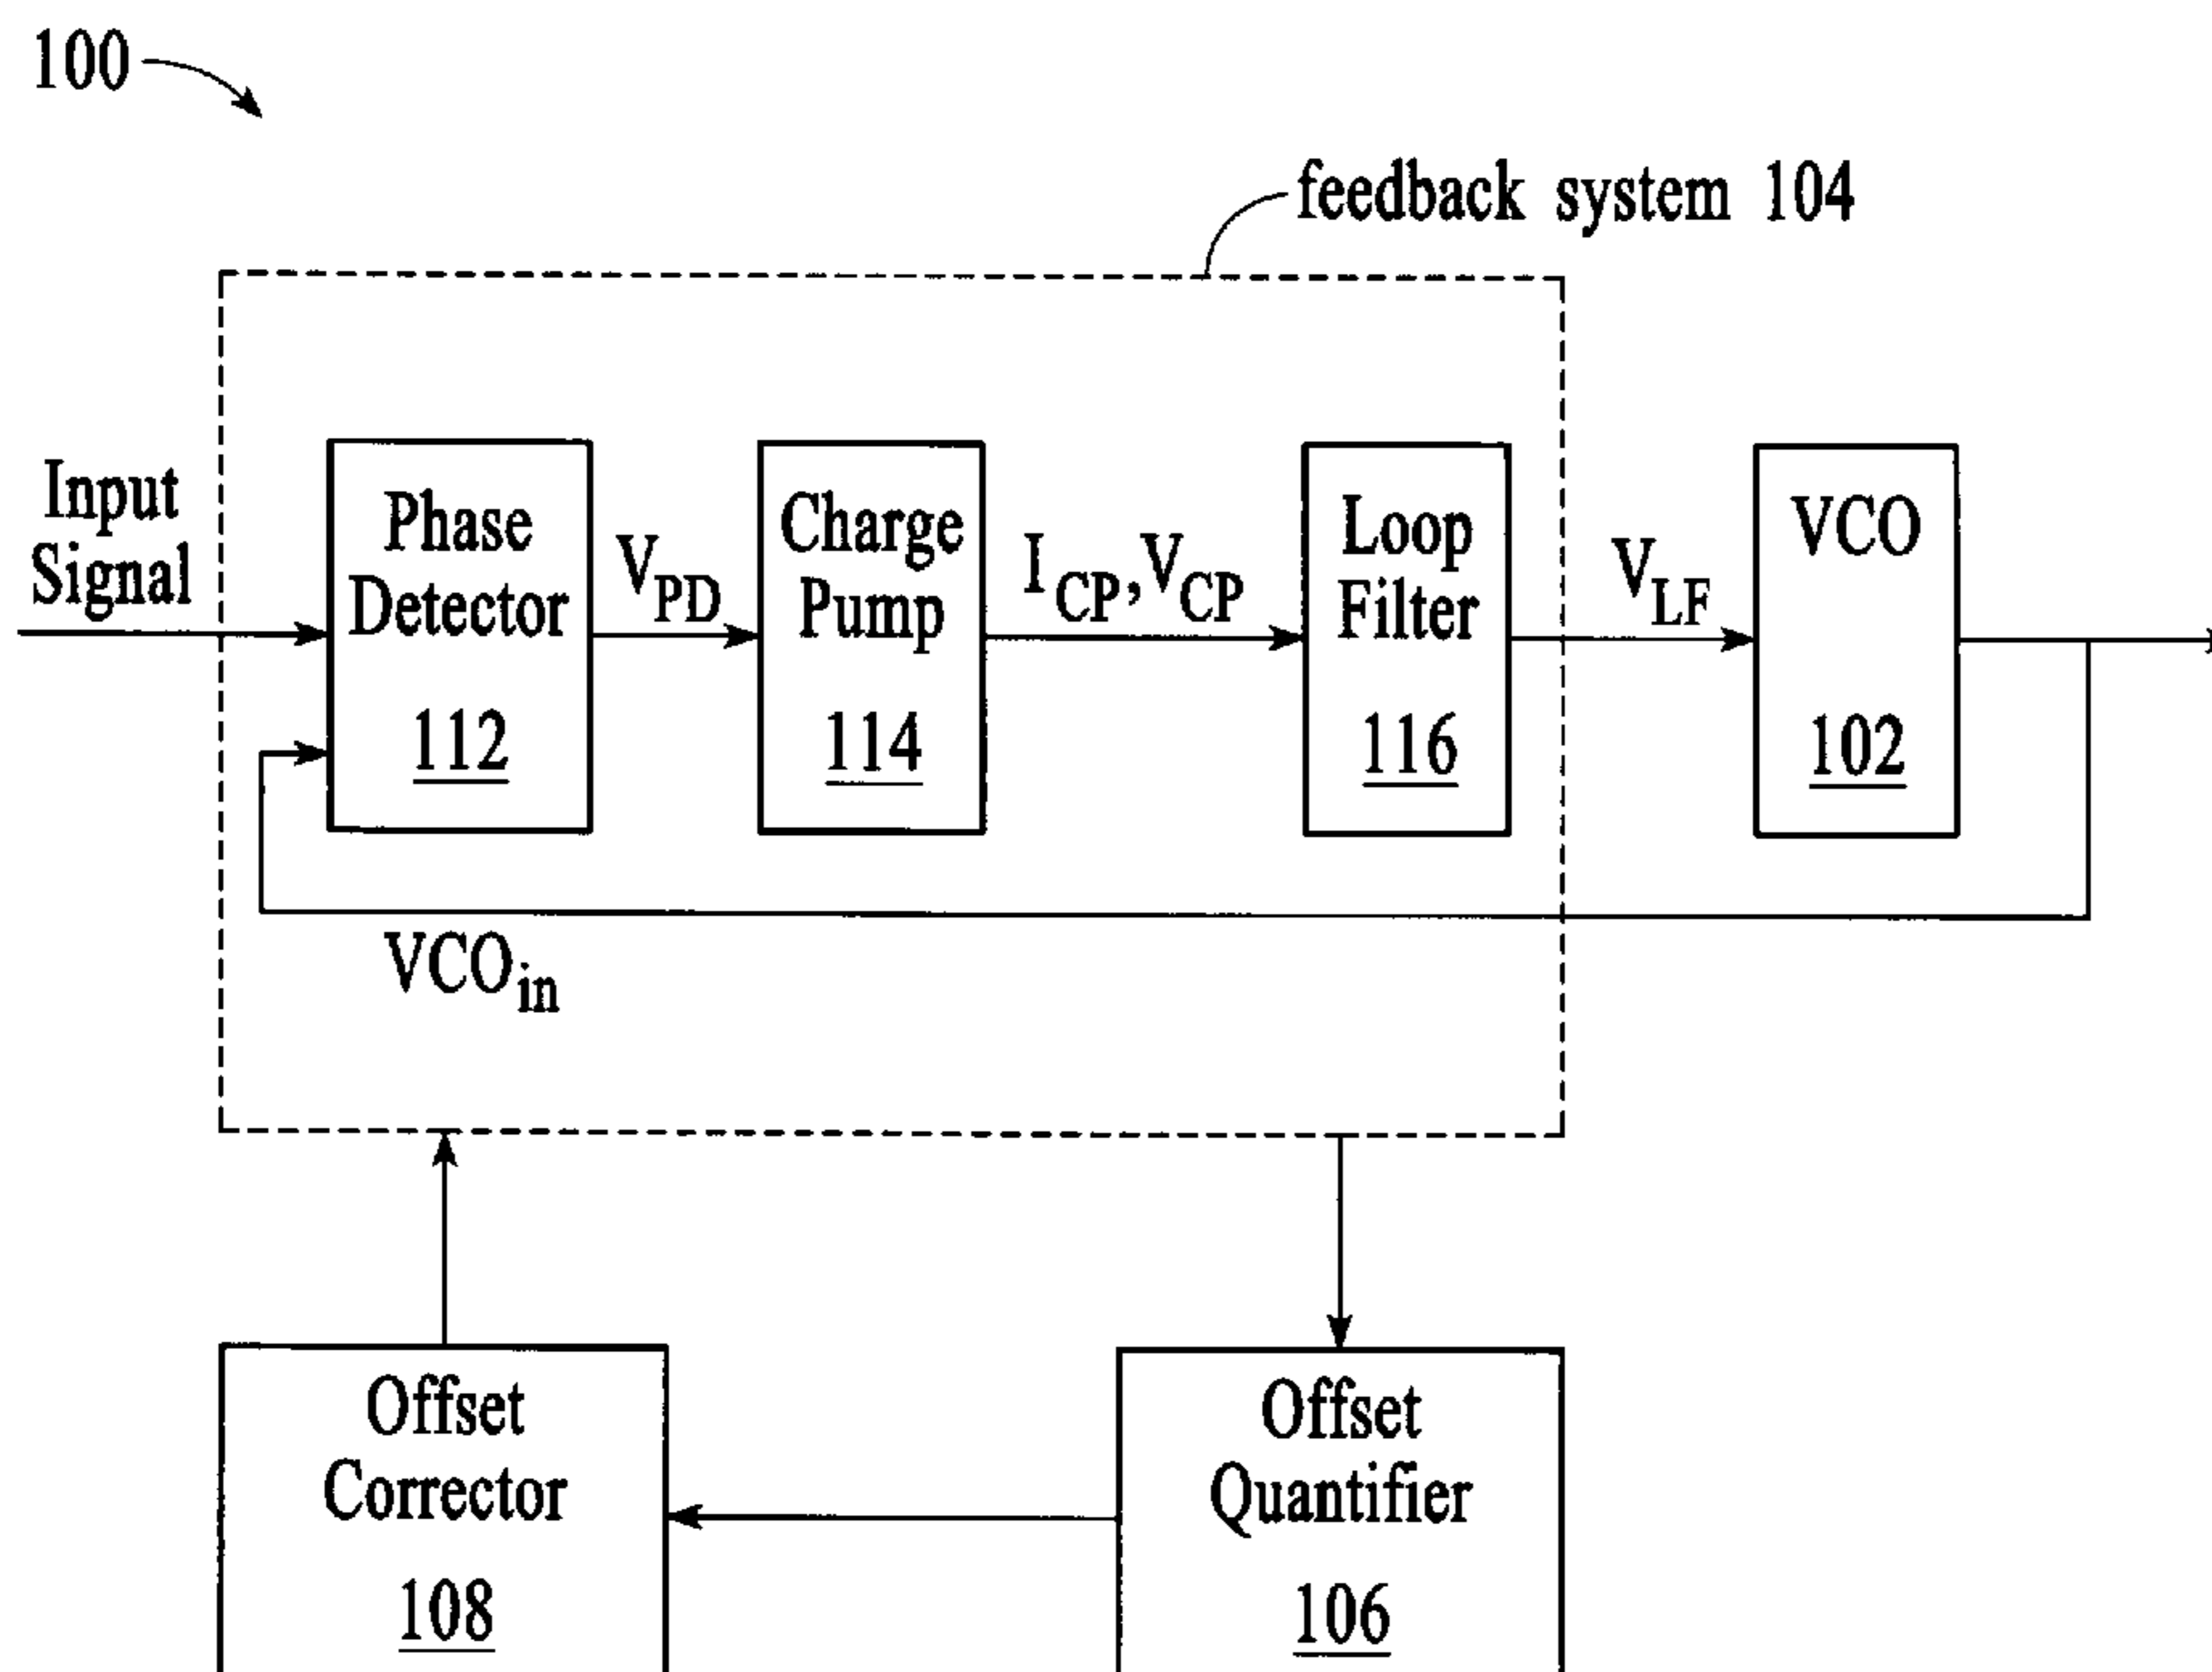 100
feedback system 104
Input
Signal
Phase
Detector
112
V_PD
Charge
Pump
114
I_CP,V_CP
Loop
Filter
116
V_LF
VCO
102
VCO_in
Offset
Corrector
108
Offset
Quantifier
106